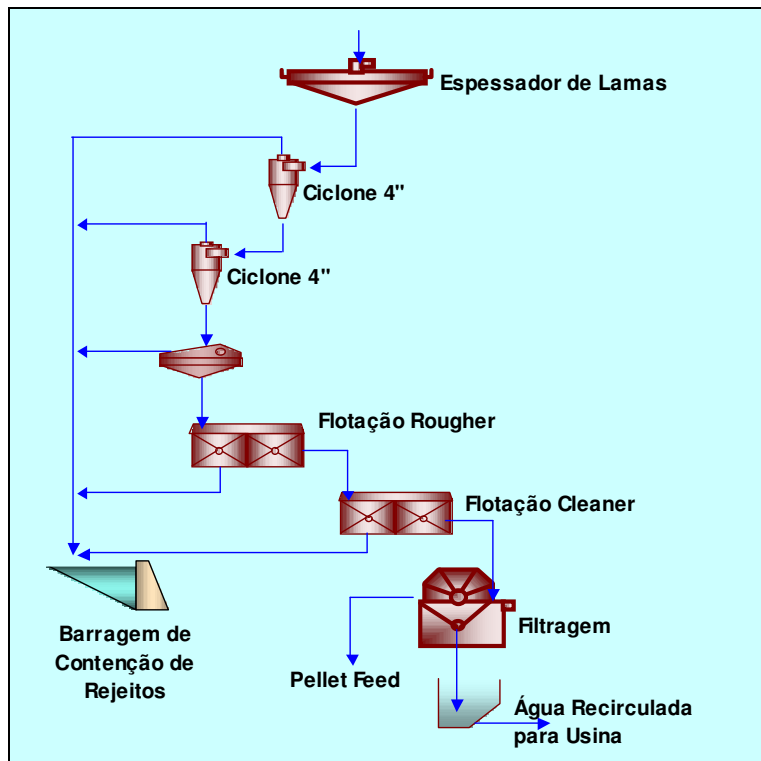 Espessador de Lamas
Ciclone 4"
Ciclone 4"
Flotação Rougher
Flotação Cleaner
Filtragem
Barragem de
Contenção de
Rejeitos
Pellet Feed
Água Recirculada
para Usina